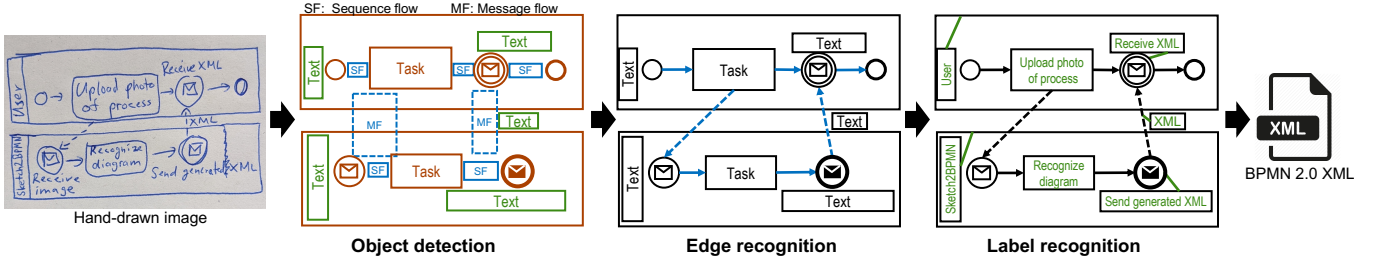 SF: Sequence flow
MF: Message flow
User
Upload photo
of process
Receive XML
XML
Sketch2BPMN
Receive
image
Recognize
diagram
Send generated XML
Hand-drawn image
Text
Text
SF
Task
SF
SF
MF
MF
Text
Text
SF
Task
SF
Text
Object detection
Text
Text
Task
Text
Text
Task
Text
Edge recognition
User
Upload photo
of process
Receive XML
XML
Sketch2BPMN
Recognize
diagram
Send generated XML
Label recognition
XML
BPMN 2.0 XML